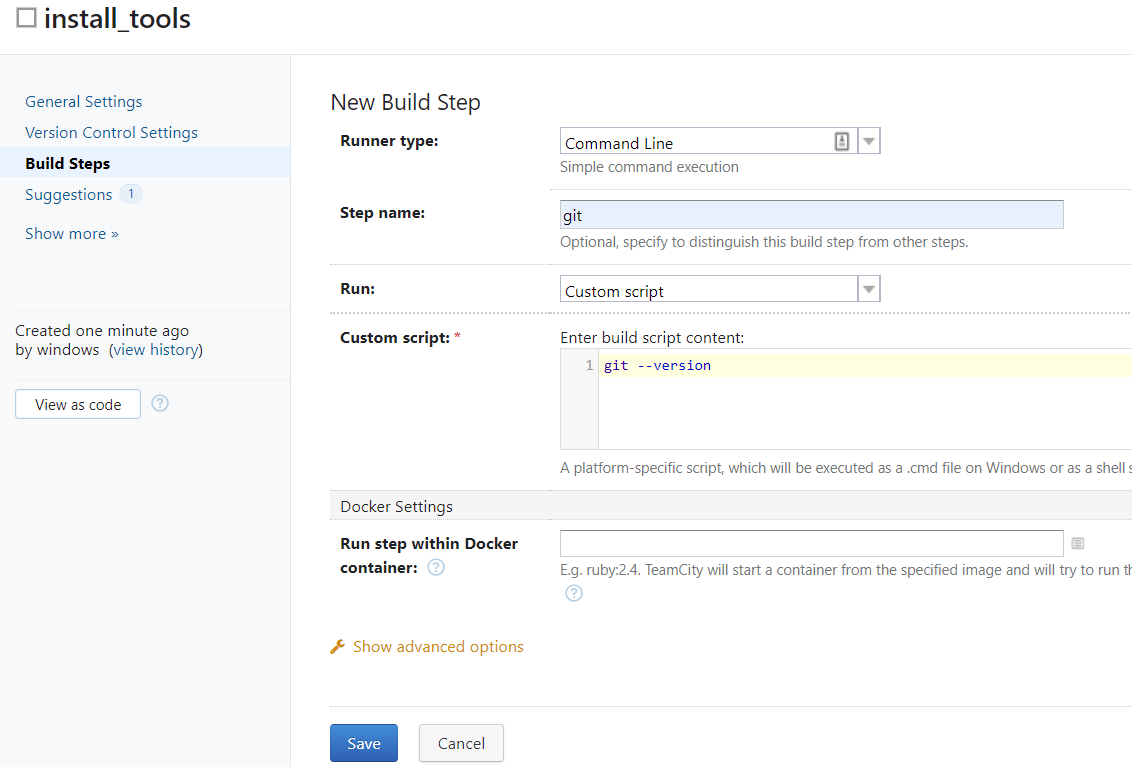 install_tools
General Settings
Version Control Settings
Build Steps
Suggestions 1
Show more »
Created one minute ago
by windows (view history)
View as code ?
New Build Step
Runner type: Command Line
Simple command execution
Step name: git
Optional, specify to distinguish this build step from other steps.
Run: Custom script
Custom script: * Enter build script content:
1 git --version
A platform-specific script, which will be executed as a .cmd file on Windows or as a shell s
Docker Settings
Run step within Docker
container: ?
E.g. ruby:2.4. TeamCity will start a container from the specified image and will try to run th
?
Show advanced options
Save Cancel